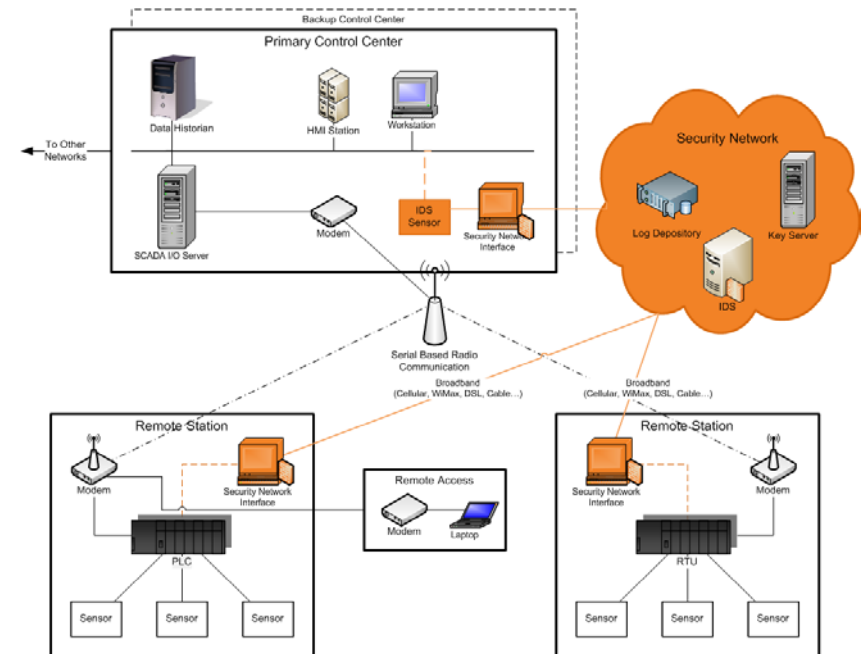 Backup Control Center
Primary Control Center
Data Historian
HMI Station
Workstation
To Other
Networks
SCADA I/O Server
Modem
IDS
Sensor
Security Network
Interface
Security Network
Log Depository
Key Server
IDS
Serial Based Radio
Communication
Broadband
(Cellular, WiMax, DSL, Cable...)
Broadband
(Cellular, WiMax, DSL, Cable...)
Remote Station
Modem
Security Network
Interface
PLC
Sensor
Sensor
Sensor
Remote Access
Modem
Laptop
Remote Station
Security Network
Interface
Modem
RTU
Sensor
Sensor
Sensor